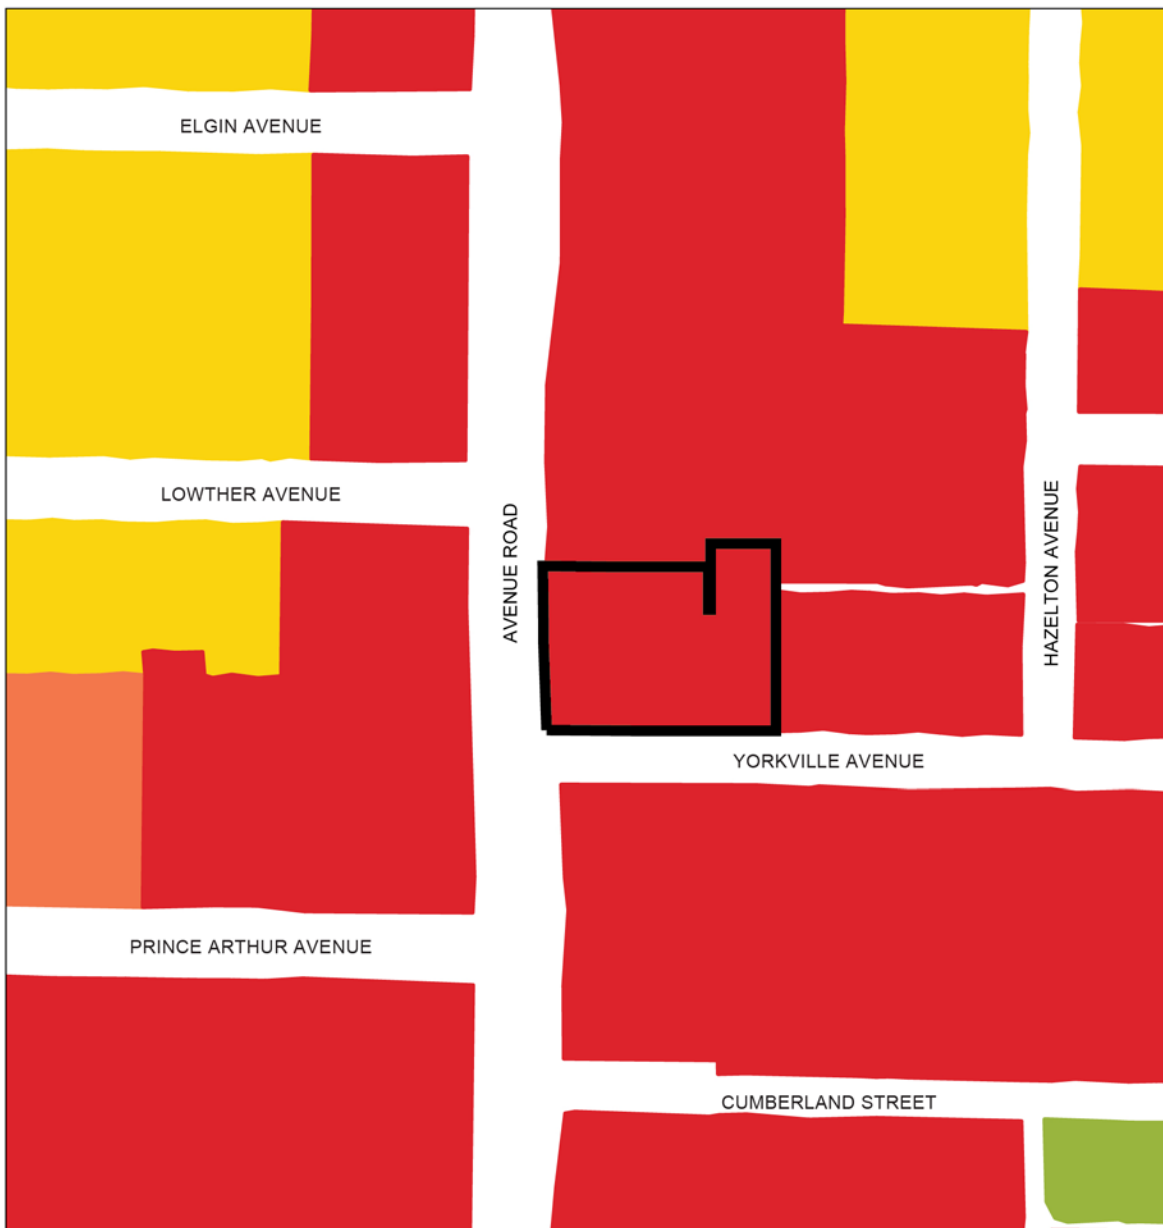 ELGIN AVENUE
LOWTHER AVENUE
AVENUE ROAD
HAZELTON AVENUE
YORKVILLE AVENUE
PRINCE ARTHUR AVENUE
CUMBERLAND STREET